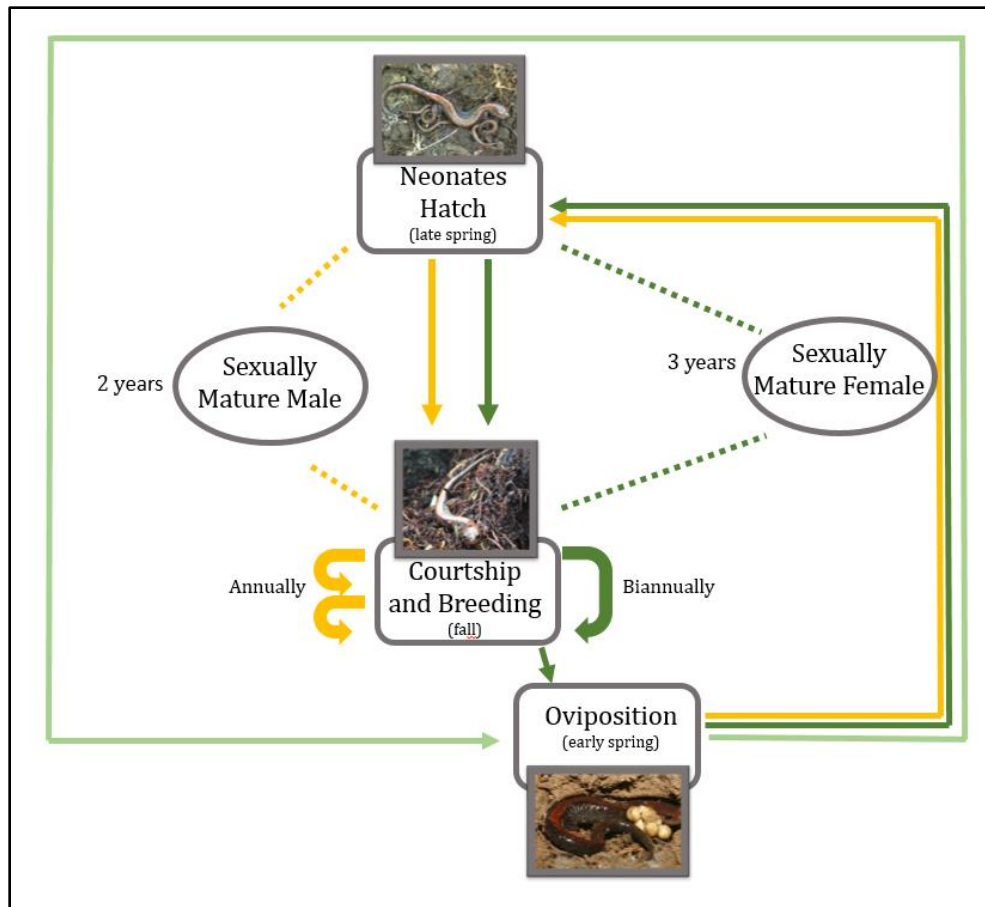 Neonates
Hatch
(late spring)
2 years
Sexually
Mature Male
3 years
Sexually
Mature Female
Annually
Courtship
and Breeding
(fall)
Biannually
Oviposition
(early spring)